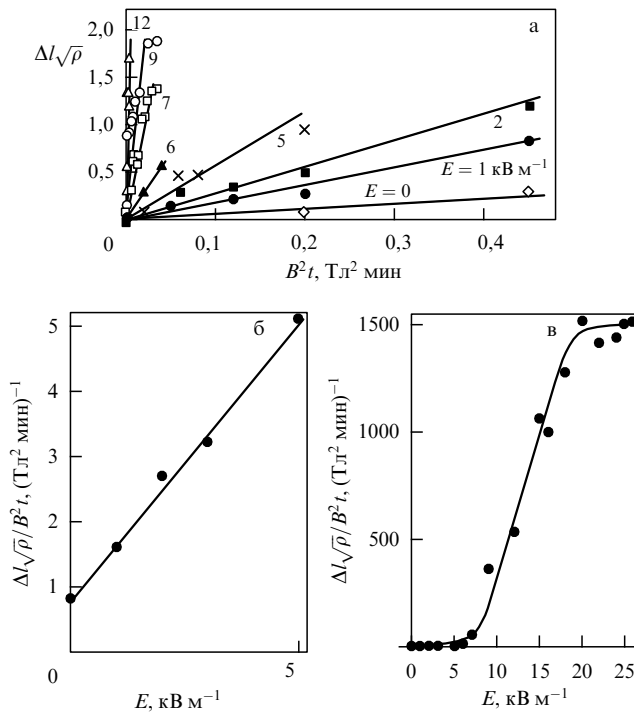 а
Δl√ρ
2,0
1,5
1,0
0,5
0
12
9
7
6
5
2
E = 1 кВ м⁻¹
E = 0
0,1
0,2
0,3
0,4
B²t, Тл² мин
б
Δl√ρ/B²t, (Тл² мин)⁻¹
5
4
3
2
1
0
5
E, кВ м⁻¹
в
Δl√ρ/B²t, (Тл² мин)⁻¹
1500
1000
500
0
5
10
15
20
25
E, кВ м⁻¹